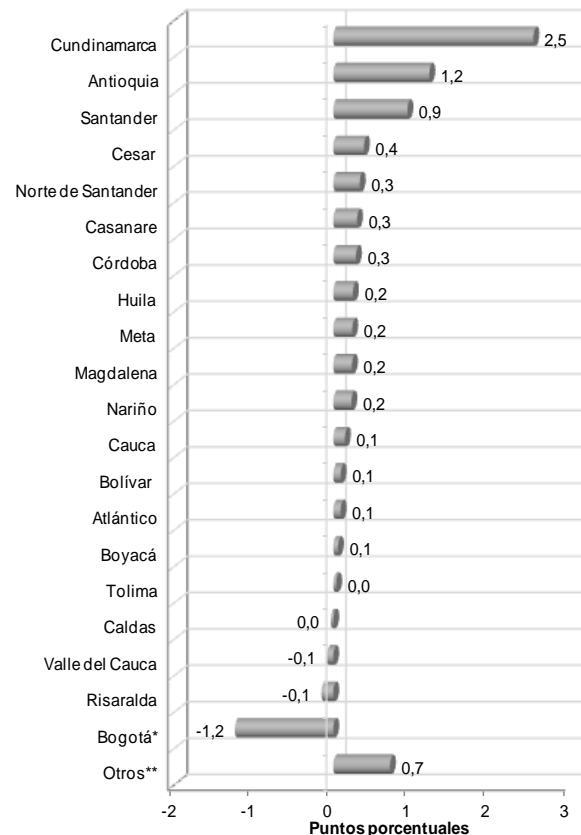 Cundinamarca 2,5
Antioquia 1,2
Santander 0,9
Cesar 0,4
Norte de Santander 0,3
Casanare 0,3
Córdoba 0,3
Huila 0,2
Meta 0,2
Magdalena 0,2
Nariño 0,2
Cauca 0,1
Bolívar 0,1
Atlántico 0,1
Boyacá 0,1
Tolima 0,0
Caldas 0,0
Valle del Cauca -0,1
Risaralda -0,1
Bogotá* -1,2
Otros** 0,7
-2 -1 0 1 2 3
Puntos porcentuales